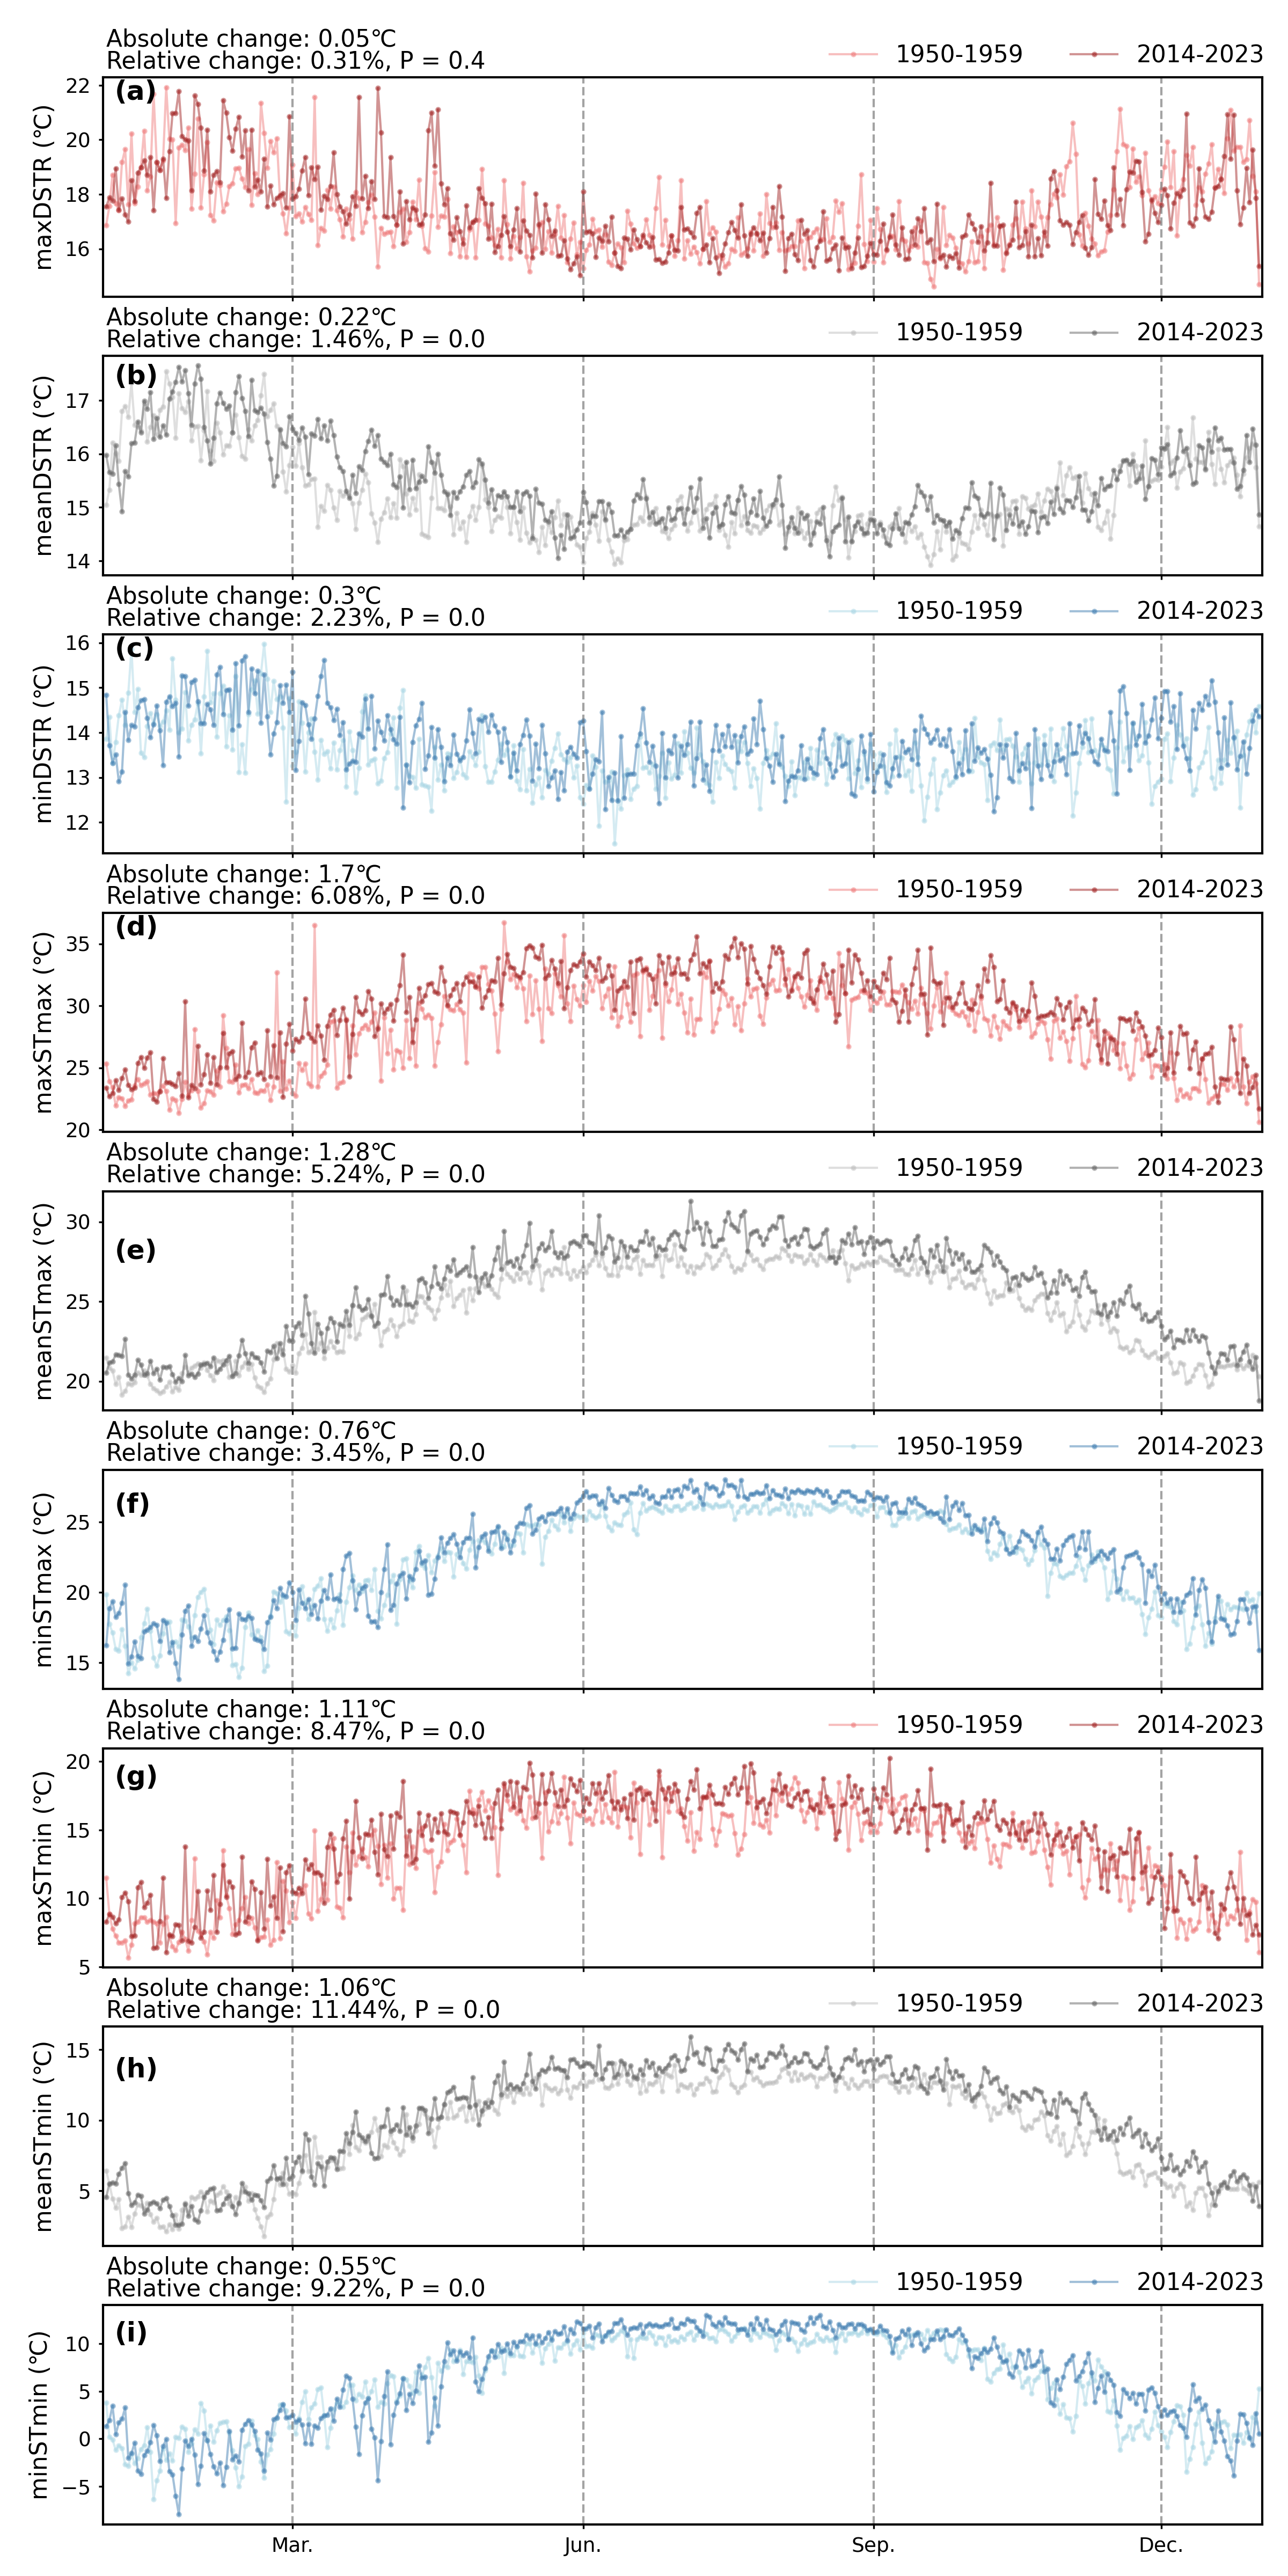 Absolute change: 0.05℃
Relative change: 0.31%, P = 0.4
1950-1959 2014-2023
(a)
maxDSTR (℃)
22
20
18
16
Absolute change: 0.22℃
Relative change: 1.46%, P = 0.0
1950-1959 2014-2023
(b)
meanDSTR (℃)
17
16
15
14
Absolute change: 0.3℃
Relative change: 2.23%, P = 0.0
1950-1959 2014-2023
(c)
minDSTR (℃)
16
15
14
13
12
Absolute change: 1.7℃
Relative change: 6.08%, P = 0.0
1950-1959 2014-2023
(d)
maxSTmax (℃)
35
30
25
20
Absolute change: 1.28℃
Relative change: 5.24%, P = 0.0
1950-1959 2014-2023
(e)
meanSTmax (℃)
30
25
20
Absolute change: 0.76℃
Relative change: 3.45%, P = 0.0
1950-1959 2014-2023
(f)
minSTmax (℃)
25
20
15
Absolute change: 1.11℃
Relative change: 8.47%, P = 0.0
1950-1959 2014-2023
(g)
maxSTmin (℃)
20
15
10
5
Absolute change: 1.06℃
Relative change: 11.44%, P = 0.0
1950-1959 2014-2023
(h)
meanSTmin (℃)
15
10
5
Absolute change: 0.55℃
Relative change: 9.22%, P = 0.0
1950-1959 2014-2023
(i)
minSTmin (℃)
10
5
0
−5
Mar. Jun. Sep. Dec.